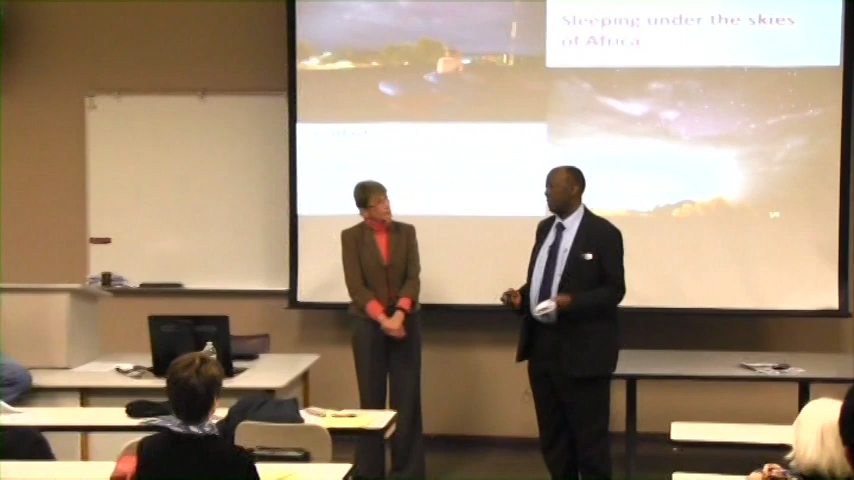 Sleeping under the skies
of Africa